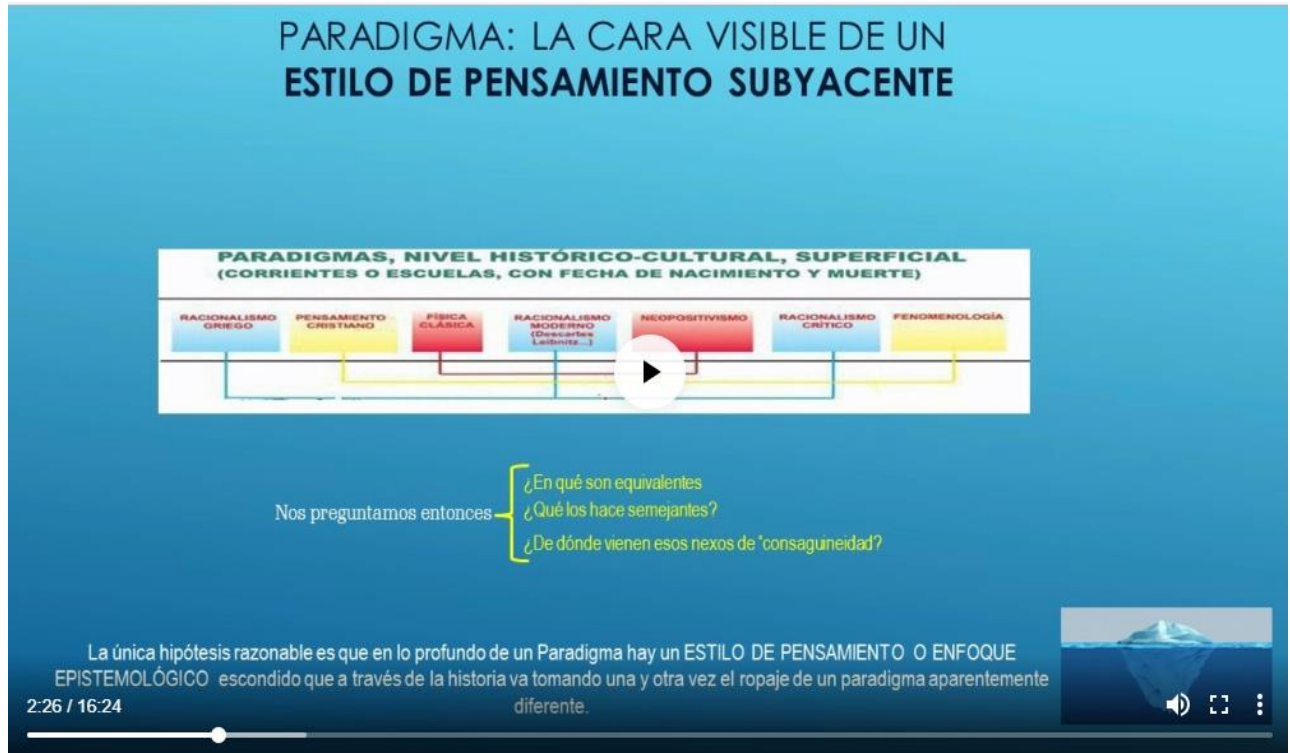 PARADIGMA: LA CARA VISIBLE DE UN
ESTILO DE PENSAMIENTO SUBYACENTE
PARADIGMAS, NIVEL HISTÓRICO-CULTURAL, SUPERFICIAL
(CORRIENTES O ESCUELAS, CON FECHA DE NACIMIENTO Y MUERTE)
RACIONALISMO GRIEGO
PENSAMIENTO CRISTIANO
FÍSICA CLÁSICA
RACIONALISMO MODERNO (Descartes Leibnitz...)
NEOPOSITIVISMO
RACIONALISMO CRÍTICO
FENOMENOLOGÍA
Nos preguntamos entonces
¿En qué son equivalentes
¿Qué los hace semejantes?
¿De dónde vienen esos nexos de "consaguineidad?
La única hipótesis razonable es que en lo profundo de un Paradigma hay un ESTILO DE PENSAMIENTO O ENFOQUE
EPISTEMOLÓGICO escondido que a través de la historia va tomando una y otra vez el ropaje de un paradigma aparentemente
diferente.
2:26 / 16:24